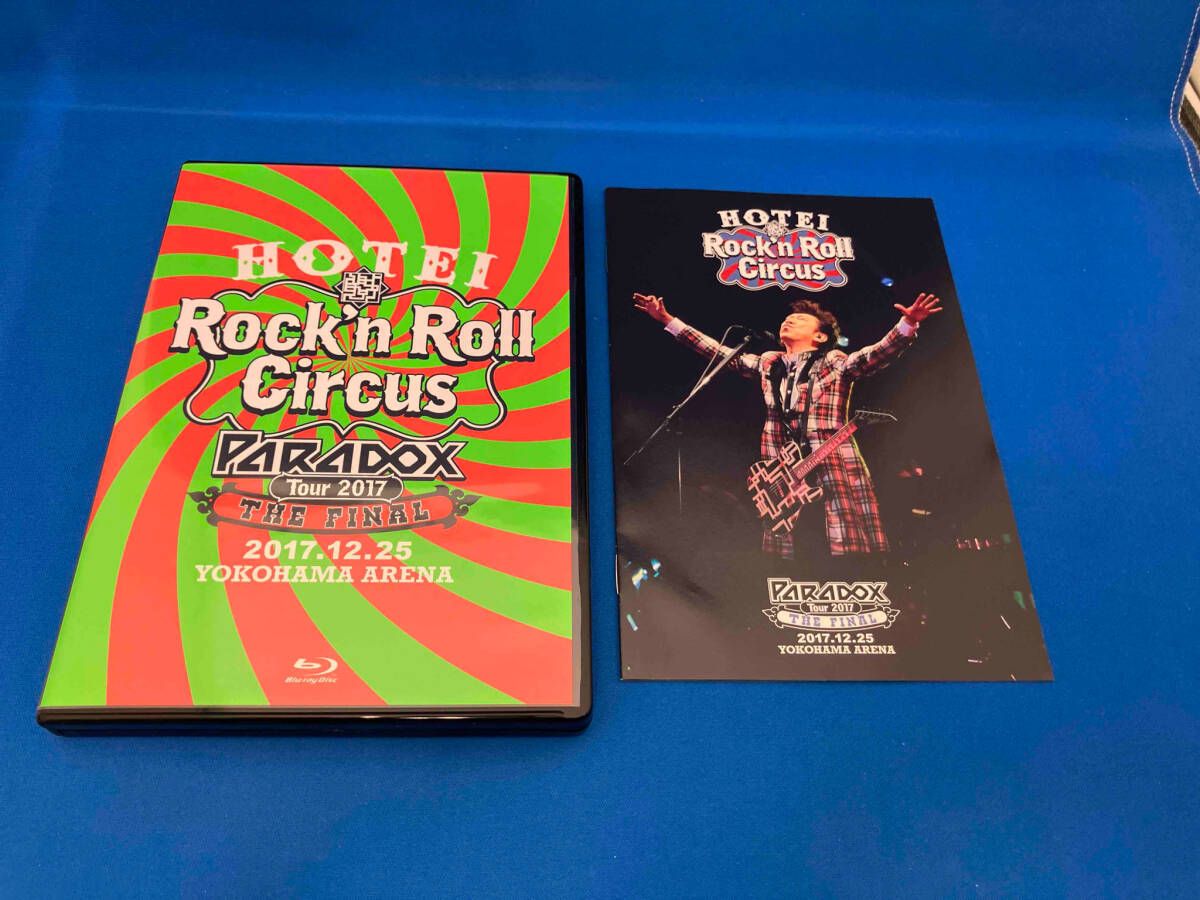 HOTEI
Rock'n Roll
Circus
PARADOX
Tour 2017
THE FINAL
2017.12.25
YOKOHAMA ARENA
Blu-ray Disc
HOTEI
Rock'n Roll
Circus
PARADOX
Tour 2017
THE FINAL
2017.12.25
YOKOHAMA ARENA